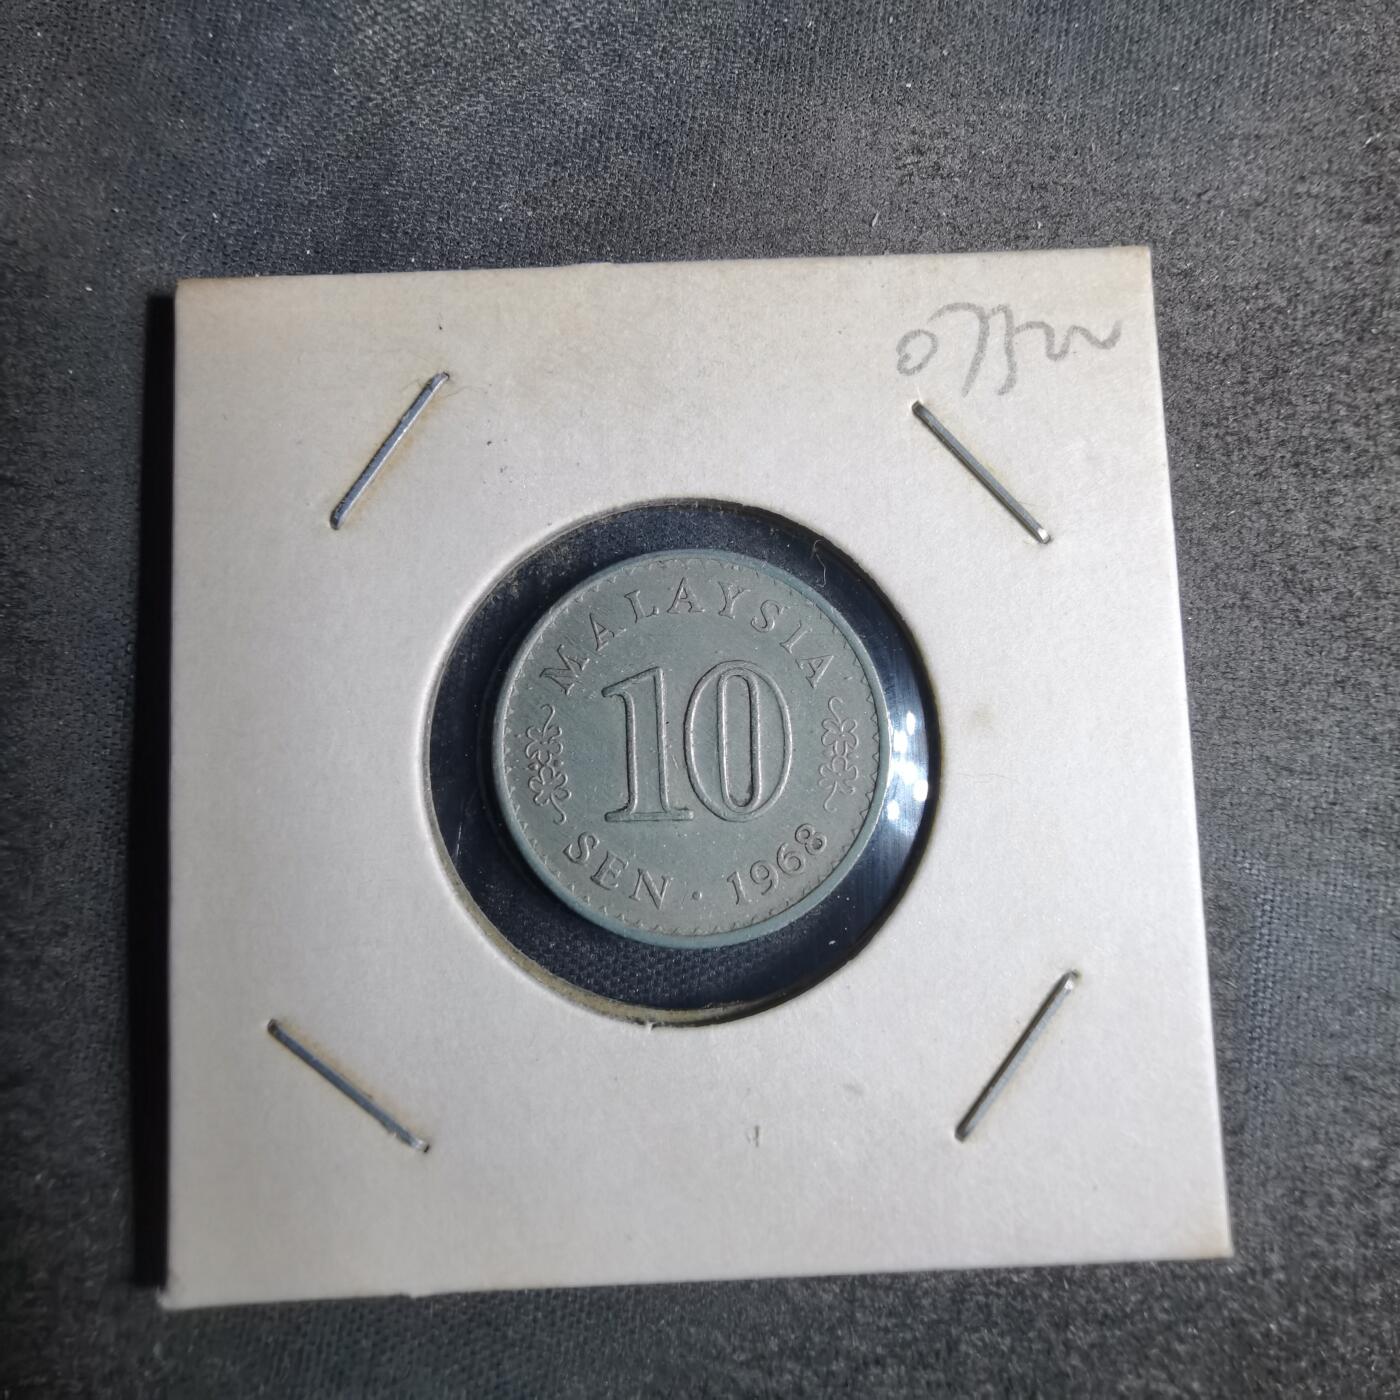 MALAYSIA
10
SEN · 1968